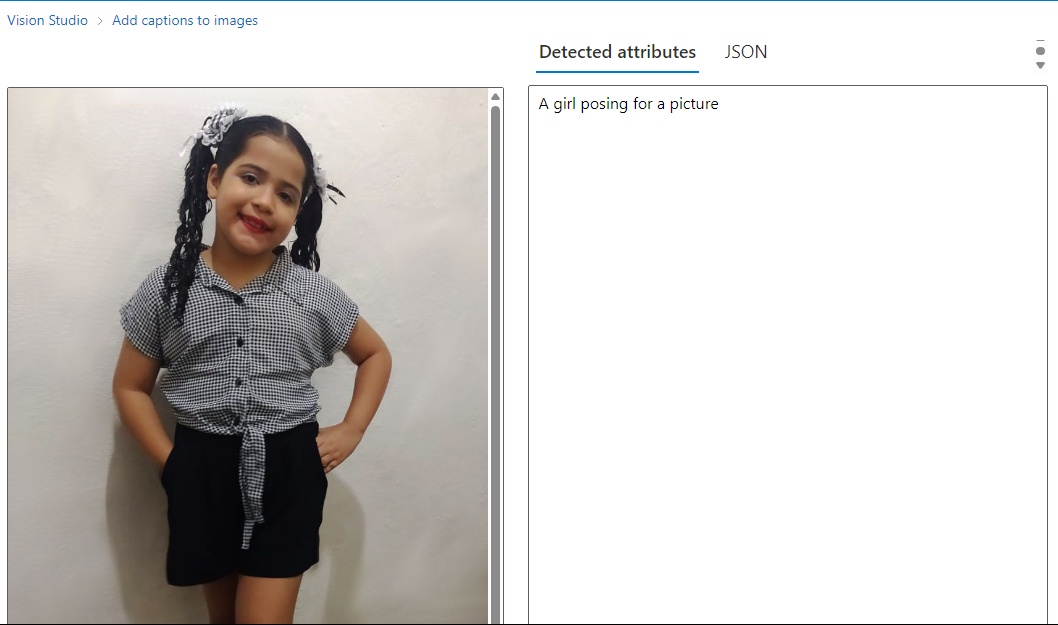 Vision Studio > Add captions to images
Detected attributes JSON
A girl posing for a picture